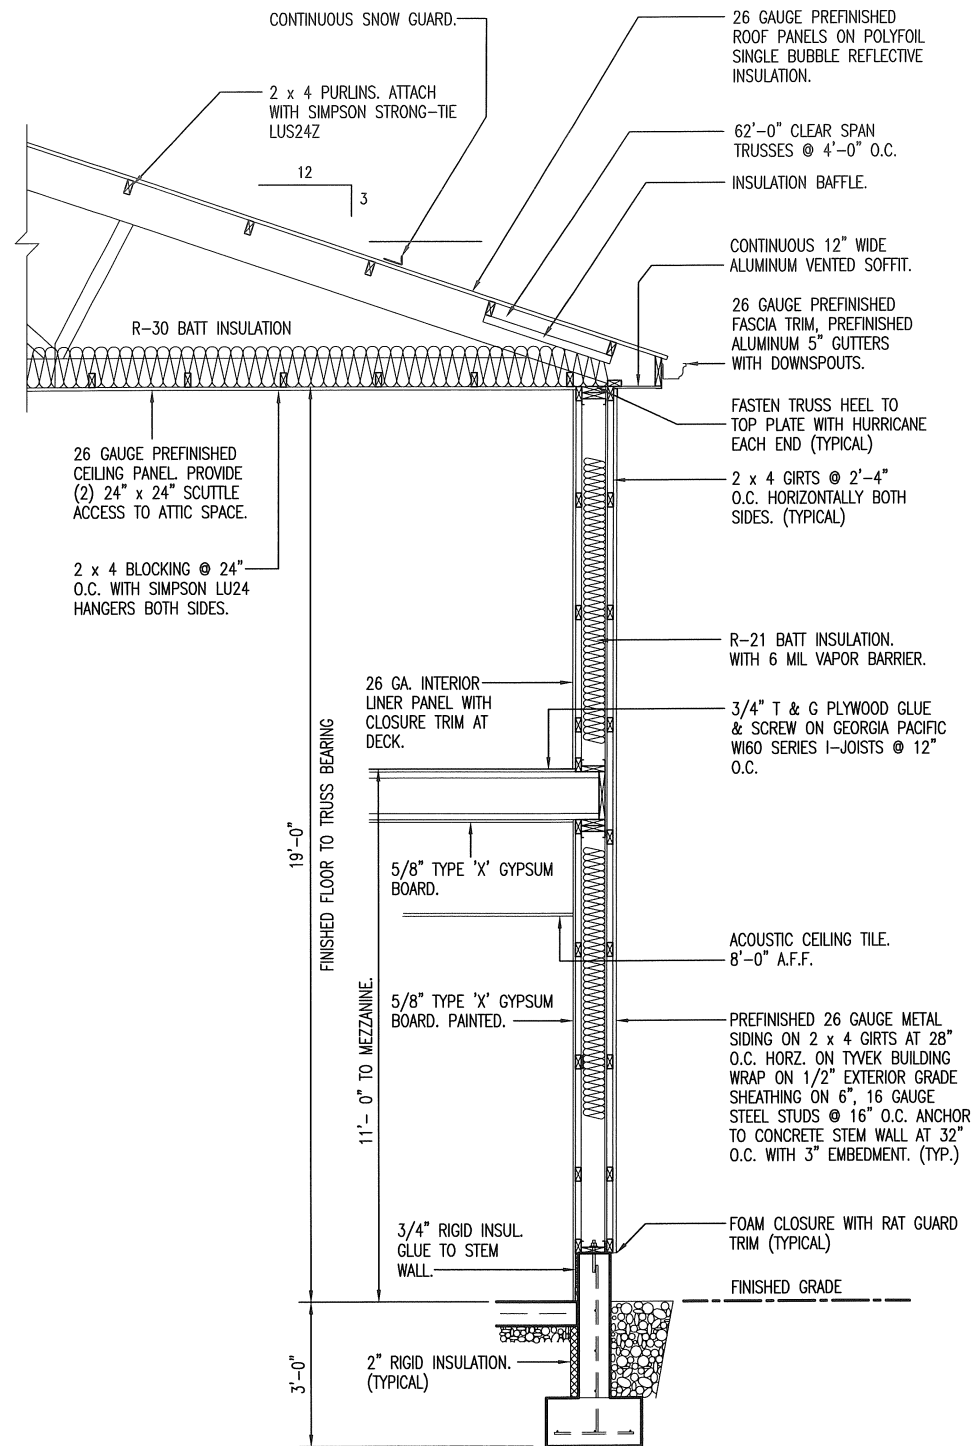 CONTINUOUS SNOW GUARD.
26 GAUGE PREFINISHED
ROOF PANELS ON POLYFOIL
SINGLE BUBBLE REFLECTIVE
INSULATION.
2 x 4 PURLINS. ATTACH
WITH SIMPSON STRONG-TIE
LUS24Z
62'-0" CLEAR SPAN
TRUSSES @ 4'-0" O.C.
12
3
INSULATION BAFFLE.
CONTINUOUS 12" WIDE
ALUMINUM VENTED SOFFIT.
26 GAUGE PREFINISHED
FASCIA TRIM, PREFINISHED
ALUMINUM 5" GUTTERS
WITH DOWNSPOUTS.
R-30 BATT INSULATION
FASTEN TRUSS HEEL TO
TOP PLATE WITH HURRICANE
EACH END (TYPICAL)
26 GAUGE PREFINISHED
CEILING PANEL. PROVIDE
(2) 24" x 24" SCUTTLE
ACCESS TO ATTIC SPACE.
2 x 4 GIRTS @ 2'-4"
O.C. HORIZONTALLY BOTH
SIDES. (TYPICAL)
2 x 4 BLOCKING @ 24"
O.C. WITH SIMPSON LU24
HANGERS BOTH SIDES.
R-21 BATT INSULATION.
WITH 6 MIL VAPOR BARRIER.
26 GA. INTERIOR
LINER PANEL WITH
CLOSURE TRIM AT
DECK.
3/4" T & G PLYWOOD GLUE
& SCREW ON GEORGIA PACIFIC
WI60 SERIES I-JOISTS @ 12"
O.C.
19'-0"
FINISHED FLOOR TO TRUSS BEARING
11'- 0" TO MEZZANINE.
5/8" TYPE 'X' GYPSUM
BOARD.
ACOUSTIC CEILING TILE.
8'-0" A.F.F.
5/8" TYPE 'X' GYPSUM
BOARD. PAINTED.
PREFINISHED 26 GAUGE METAL
SIDING ON 2 x 4 GIRTS AT 28"
O.C. HORZ. ON TYVEK BUILDING
WRAP ON 1/2" EXTERIOR GRADE
SHEATHING ON 6", 16 GAUGE
STEEL STUDS @ 16" O.C. ANCHOR
TO CONCRETE STEM WALL AT 32"
O.C. WITH 3" EMBEDMENT. (TYP.)
3/4" RIGID INSUL.
GLUE TO STEM
WALL.
FOAM CLOSURE WITH RAT GUARD
TRIM (TYPICAL)
FINISHED GRADE
3'-0"
2" RIGID INSULATION.
(TYPICAL)